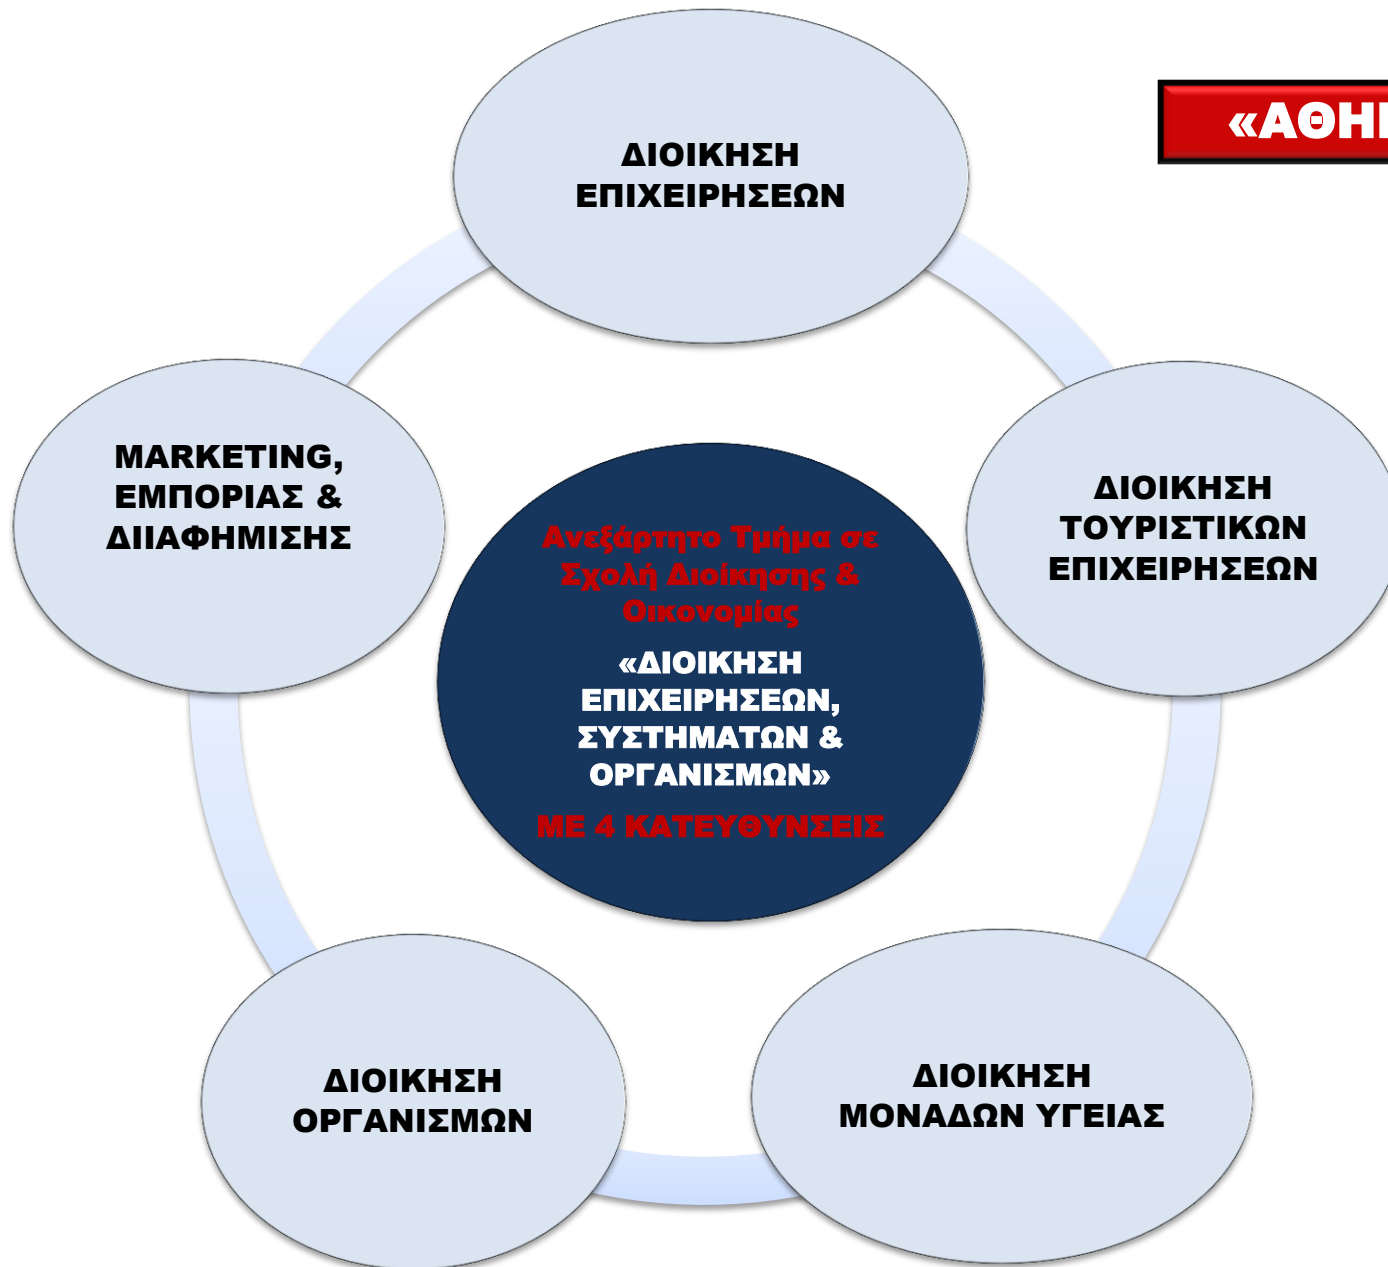 ΔΙΟΙΚΗΣΗ
ΕΠΙΧΕΙΡΗΣΕΩΝ
MARKETING,
ΕΜΠΟΡΙΑΣ &
ΔΙΙΑΦΗΜΙΣΗΣ
ΔΙΟΙΚΗΣΗ
ΤΟΥΡΙΣΤΙΚΩΝ
ΕΠΙΧΕΙΡΗΣΕΩΝ
Ανεξάρτητο Τμήμα σε
Σχολή Διοίκησης &
Οικονομίας
«ΔΙΟΙΚΗΣΗ
ΕΠΙΧΕΙΡΗΣΕΩΝ,
ΣΥΣΤΗΜΑΤΩΝ &
ΟΡΓΑΝΙΣΜΩΝ»
ΜΕ 4 ΚΑΤΕΥΘΥΝΣΕΙΣ
ΔΙΟΙΚΗΣΗ
ΟΡΓΑΝΙΣΜΩΝ
ΔΙΟΙΚΗΣΗ
ΜΟΝΑΔΩΝ ΥΓΕΙΑΣ